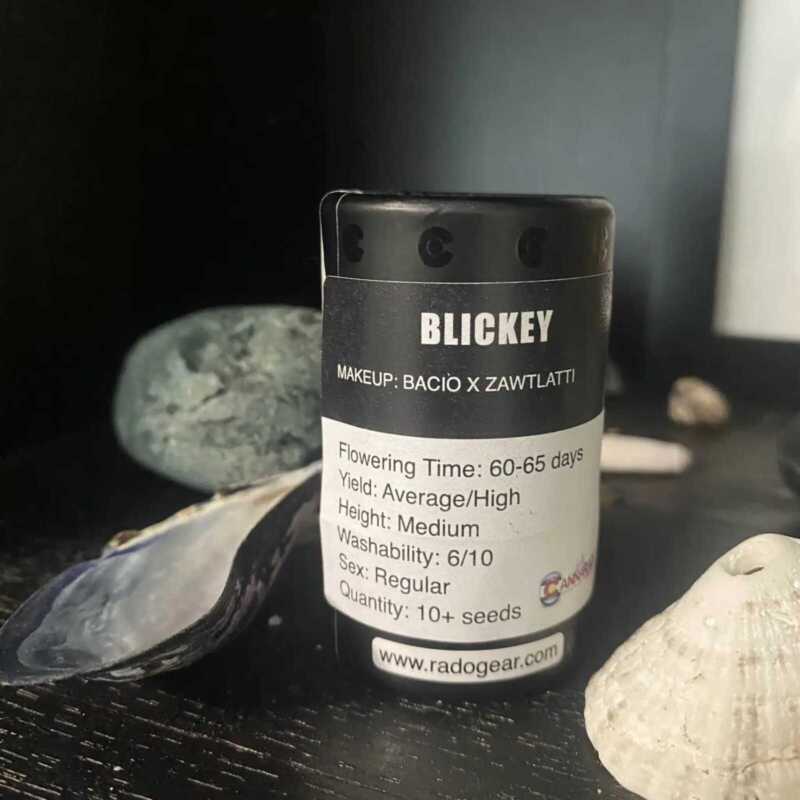 BLICKEY
MAKEUP: BACIO X ZAWTLATTI
Flowering Time: 60-65 days
Yield: Average/High
Height: Medium
Washability: 6/10
Sex: Regular
Quantity: 10+ seeds
www.radogear.com